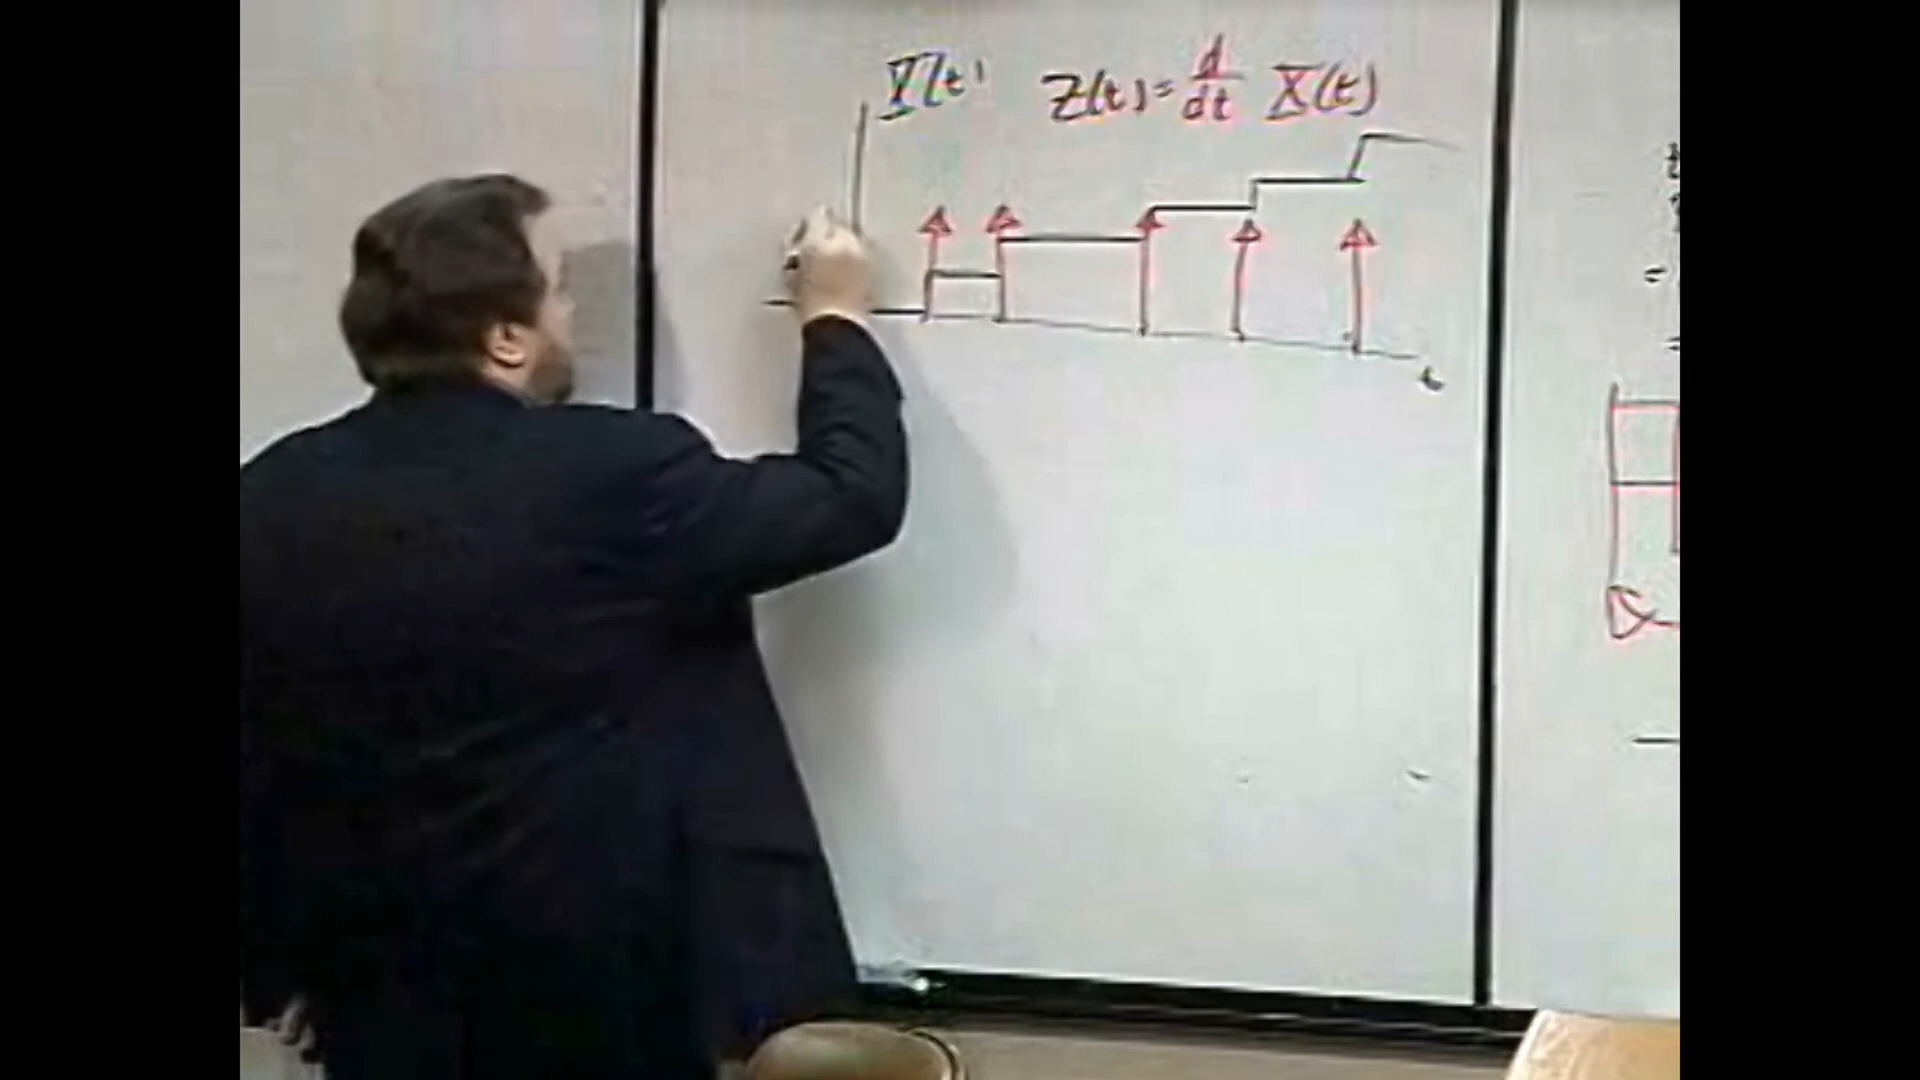 X(t) Z(t) = d/dt X(t)
t